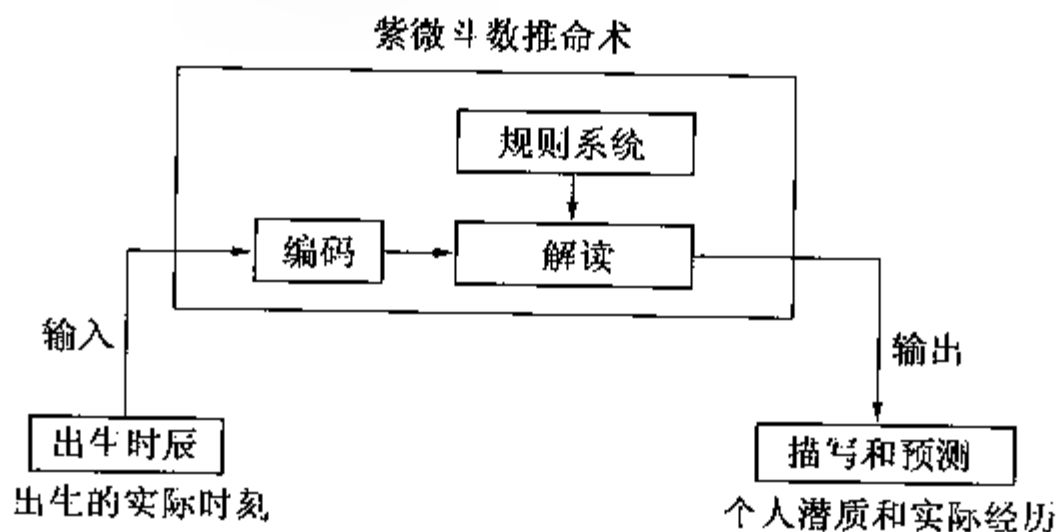 紫微斗数推命术
规则系统
编码
解读
输入
输出
出生时辰
描写和预测
出生的实际时刻
个人潜质和实际经历